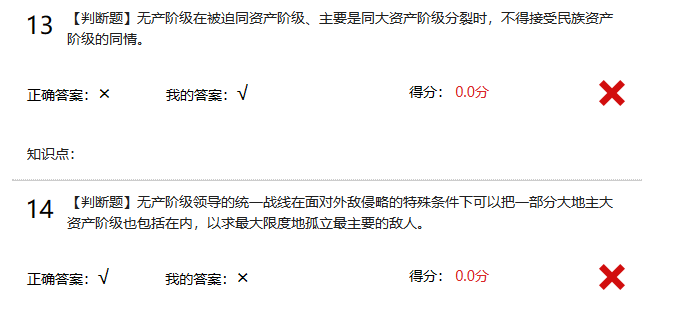 13 【判断题】无产阶级在被迫同资产阶级、主要是同大资产阶级分裂时，不得接受民族资产
阶级的同情。
正确答案：× 我的答案：√ 得分： 0.0分
知识点：
14 【判断题】无产阶级领导的统一战线在面对外敌侵略的特殊条件下可以把一部分大地主大
资产阶级也包括在内，以求最大限度地孤立最主要的敌人。
正确答案：√ 我的答案：× 得分： 0.0分